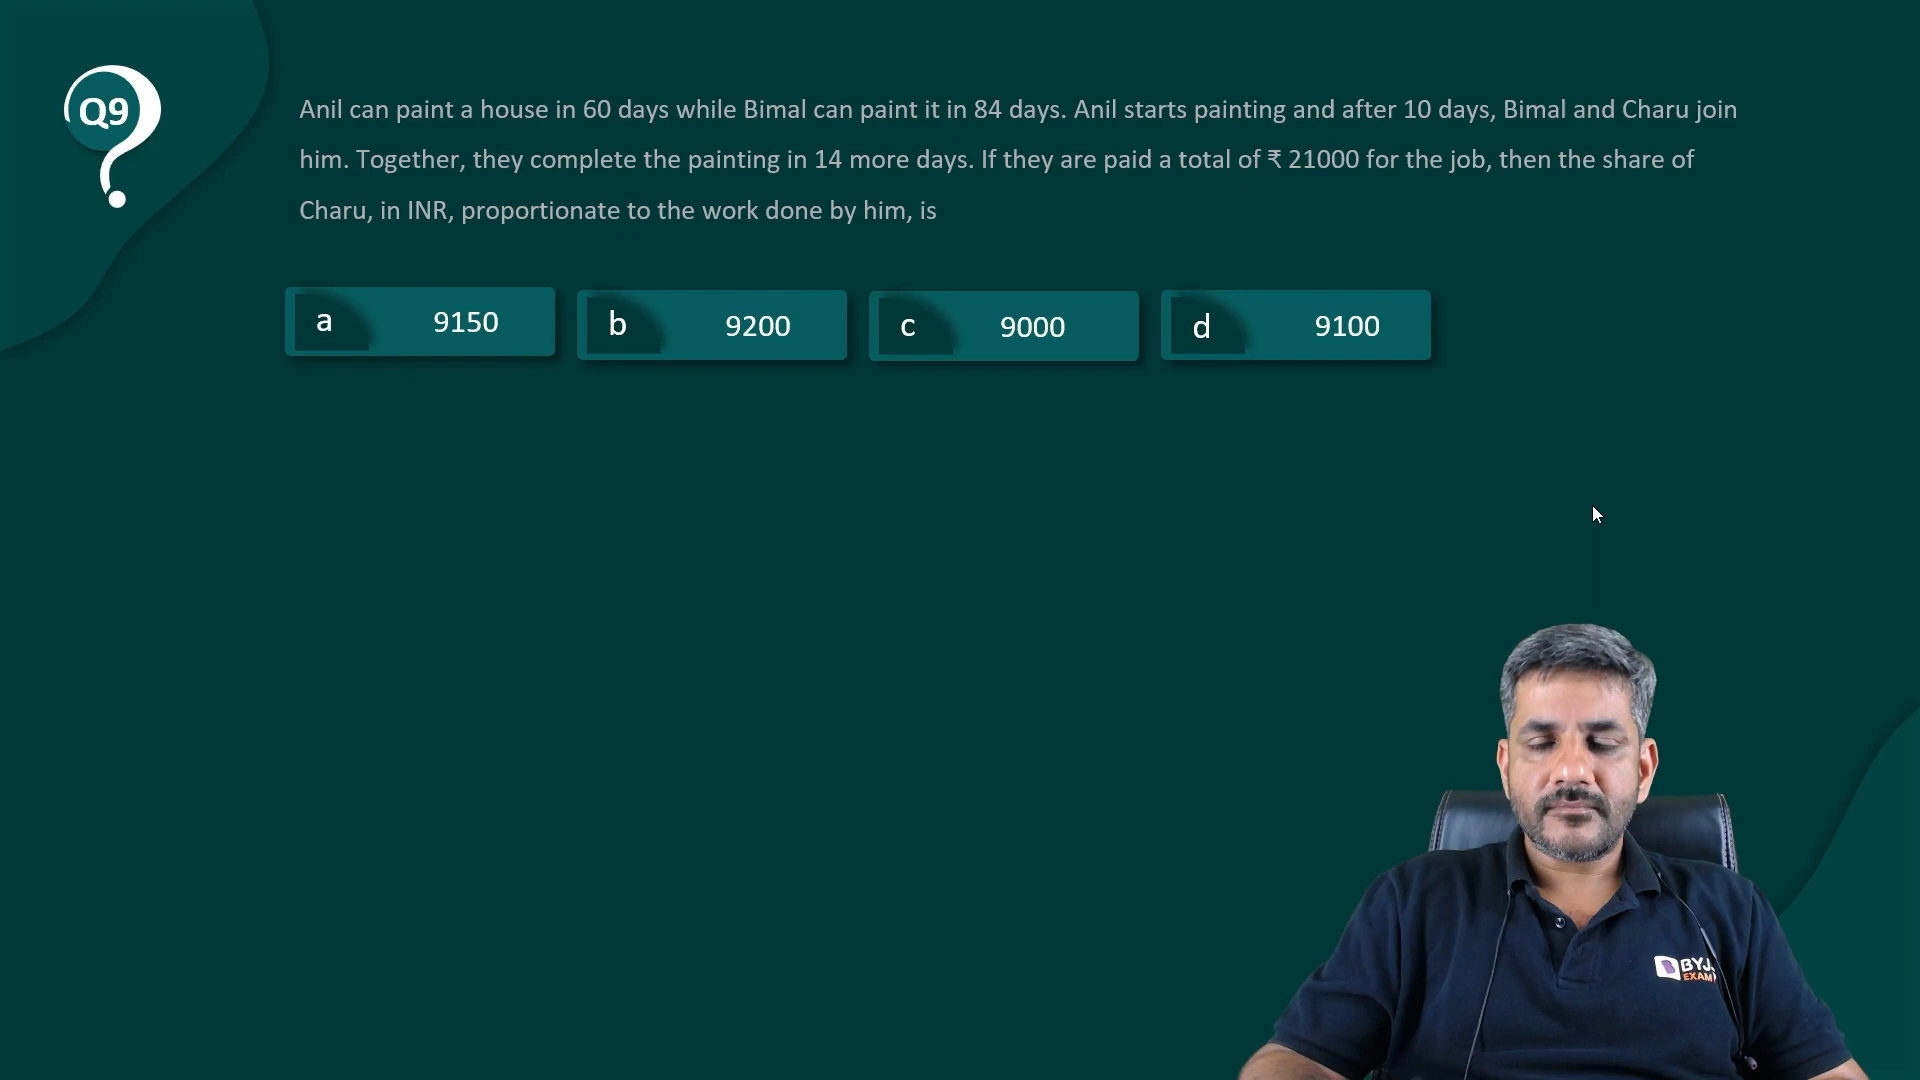 Q9
Anil can paint a house in 60 days while Bimal can paint it in 84 days. Anil starts painting and after 10 days, Bimal and Charu join
him. Together, they complete the painting in 14 more days. If they are paid a total of ₹ 21000 for the job, then the share of
Charu, in INR, proportionate to the work done by him, is
a 9150 b 9200 c 9000 d 9100
EXAM